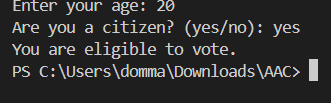 Enter your age: 20
Are you a citizen? (yes/no): yes
You are eligible to vote.
PS C:\Users\domma\Downloads\AAC>